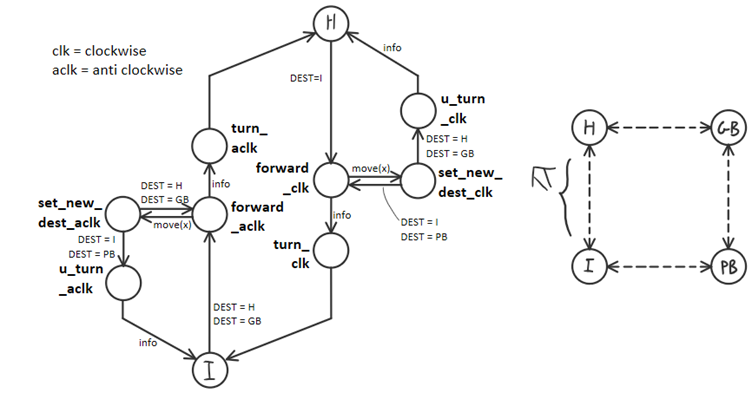 H
clk = clockwise
aclk = anti clockwise
info
DEST=I
u_turn
_clk
turn_
aclk
DEST = H
DEST = GB
forward
_clk
move(x)
set_new_
dest_clk
info
DEST = H
DEST = GB
set_new_
dest_aclk
move(x)
forward
_aclk
info
DEST = I
DEST = PB
DEST = I
DEST = PB
turn_
clk
u_turn
_aclk
DEST = H
DEST = GB
info
I
H
GB
RT
I
PB